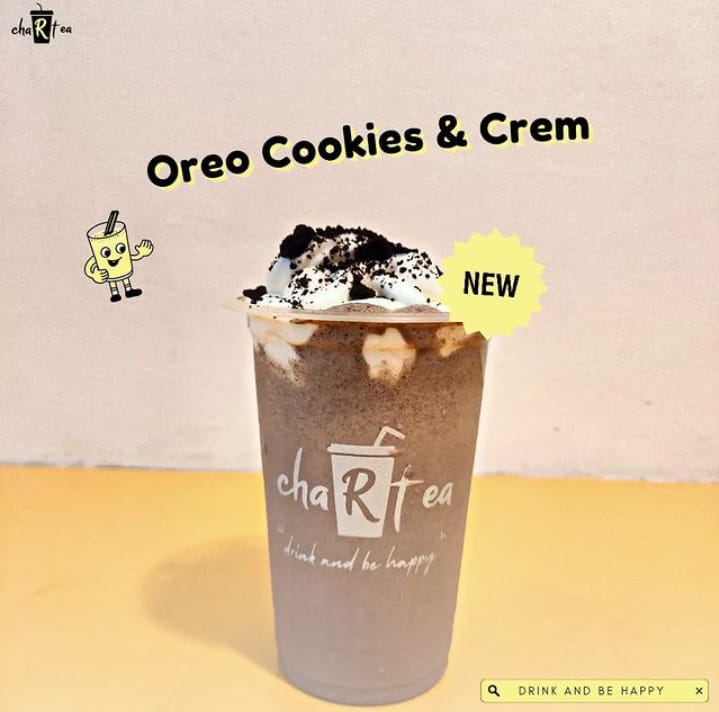 chaRtea
Oreo Cookies & Crem
NEW
chaRtea
"drink and be happy"
DRINK AND BE HAPPY